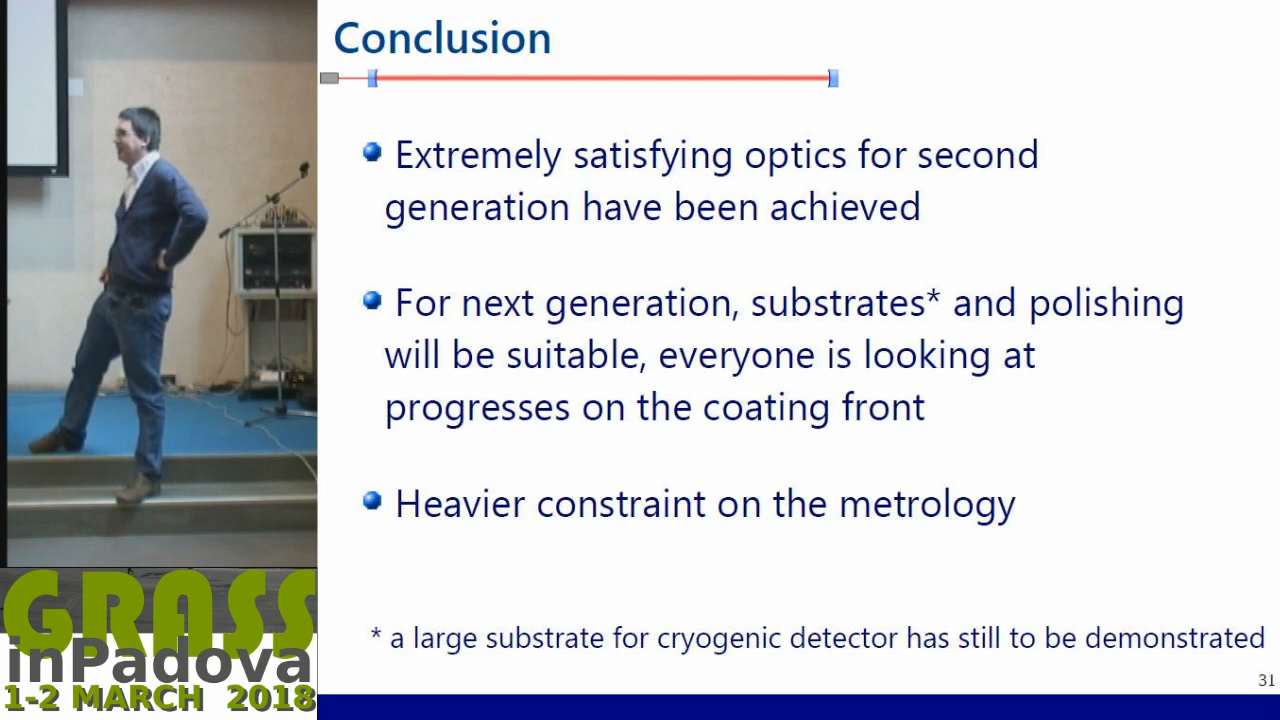 Conclusion
Extremely satisfying optics for second
generation have been achieved
For next generation, substrates* and polishing
will be suitable, everyone is looking at
progresses on the coating front
Heavier constraint on the metrology
* a large substrate for cryogenic detector has still to be demonstrated
31
GRASS
inPadova
1-2 MARCH 2018